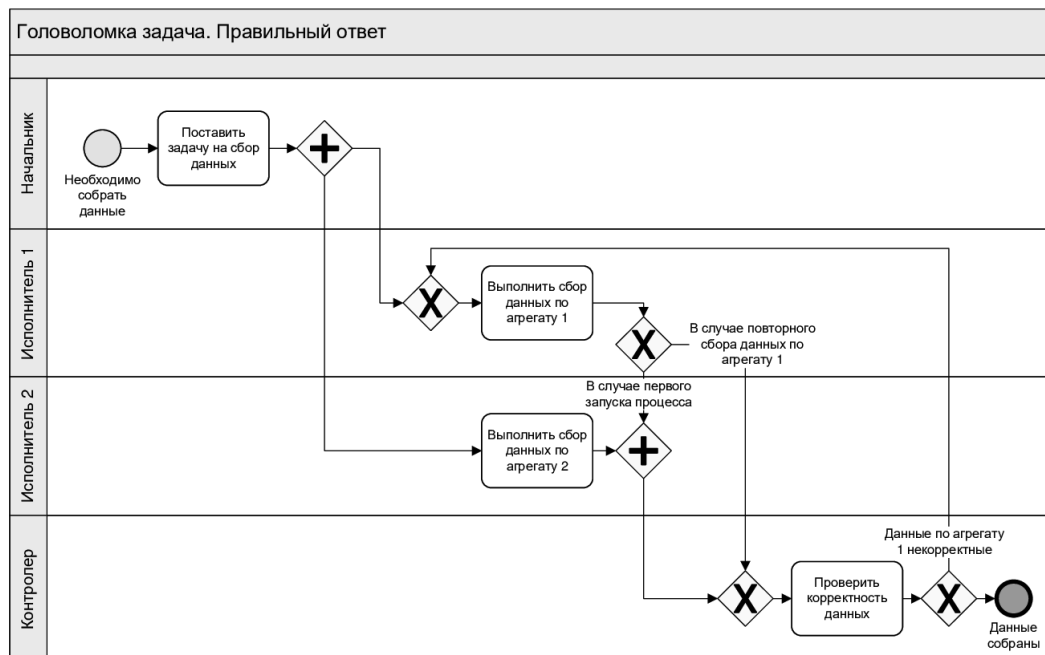 Головоломка задача. Правильный ответ
Начальник
Необходимо
собрать
данные
Поставить
задачу на сбор
данных
Исполнитель 1
Выполнить сбор
данных по
агрегату 1
В случае повторного
сбора данных по
агрегату 1
Исполнитель 2
В случае первого
запуска процесса
Выполнить сбор
данных по
агрегату 2
Контролер
Данные по агрегату
1 некорректные
Проверить
корректность
данных
Данные
собраны